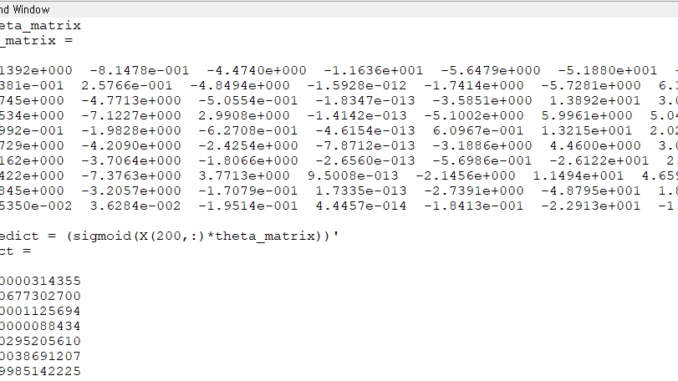 nd Window
eta_matrix
_matrix =
1392e+000 -8.1478e-001 -4.4740e+000 -1.1636e+001 -5.6479e+000 -5.1880e+001 -
381e-001 2.5766e-001 -4.8494e+000 -1.5928e-012 -1.7414e+000 -5.7281e+000 6.3
745e+000 -4.7713e+000 -5.0554e-001 -1.8347e-013 -3.5851e+000 1.3892e+001 3.0
534e+000 -7.1227e+000 2.9908e+000 -1.4142e-013 -5.1002e+000 5.9961e+000 5.04
992e-001 -1.9828e+000 -6.2708e-001 -4.6154e-013 6.0967e-001 1.3215e+001 2.02
729e+000 -4.2090e+000 -2.4254e+000 -7.8712e-013 -3.1886e+000 4.4600e+000 3.0
162e+000 -3.7064e+000 -1.8066e+000 -2.6560e-013 -5.6986e-001 -2.6122e+001 2.
422e+000 -7.3763e+000 3.7713e+000 9.5008e-013 -2.1456e+000 1.1494e+001 4.659
845e+000 -3.2057e+000 -1.7079e-001 1.7335e-013 -2.7391e+000 -4.8795e+001 1.8
5350e-002 3.6284e-002 -1.9514e-001 4.4457e-014 -1.8413e-001 -2.2913e+001 -1.
edict = (sigmoid(X(200,:)*theta_matrix))'
ct =
0000314355
0677302700
0001125694
0000088434
0295205610
0038691207
9985142225